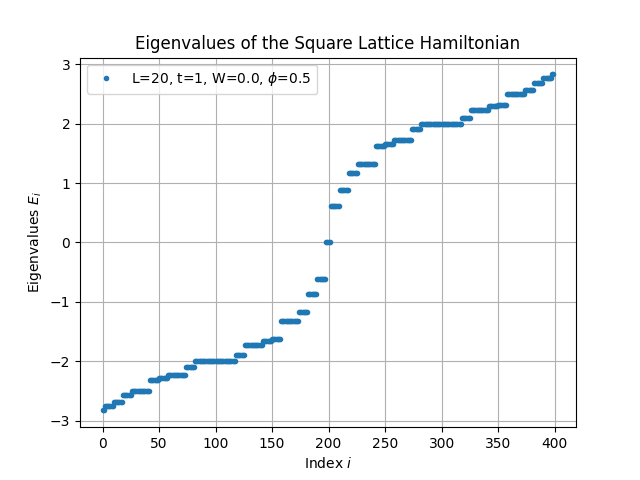 Eigenvalues of the Square Lattice Hamiltonian
L=20, t=1, W=0.0, ϕ=0.5
Eigenvalues E_i
3
2
1
0
−1
−2
−3
0 50 100 150 200 250 300 350 400
Index i